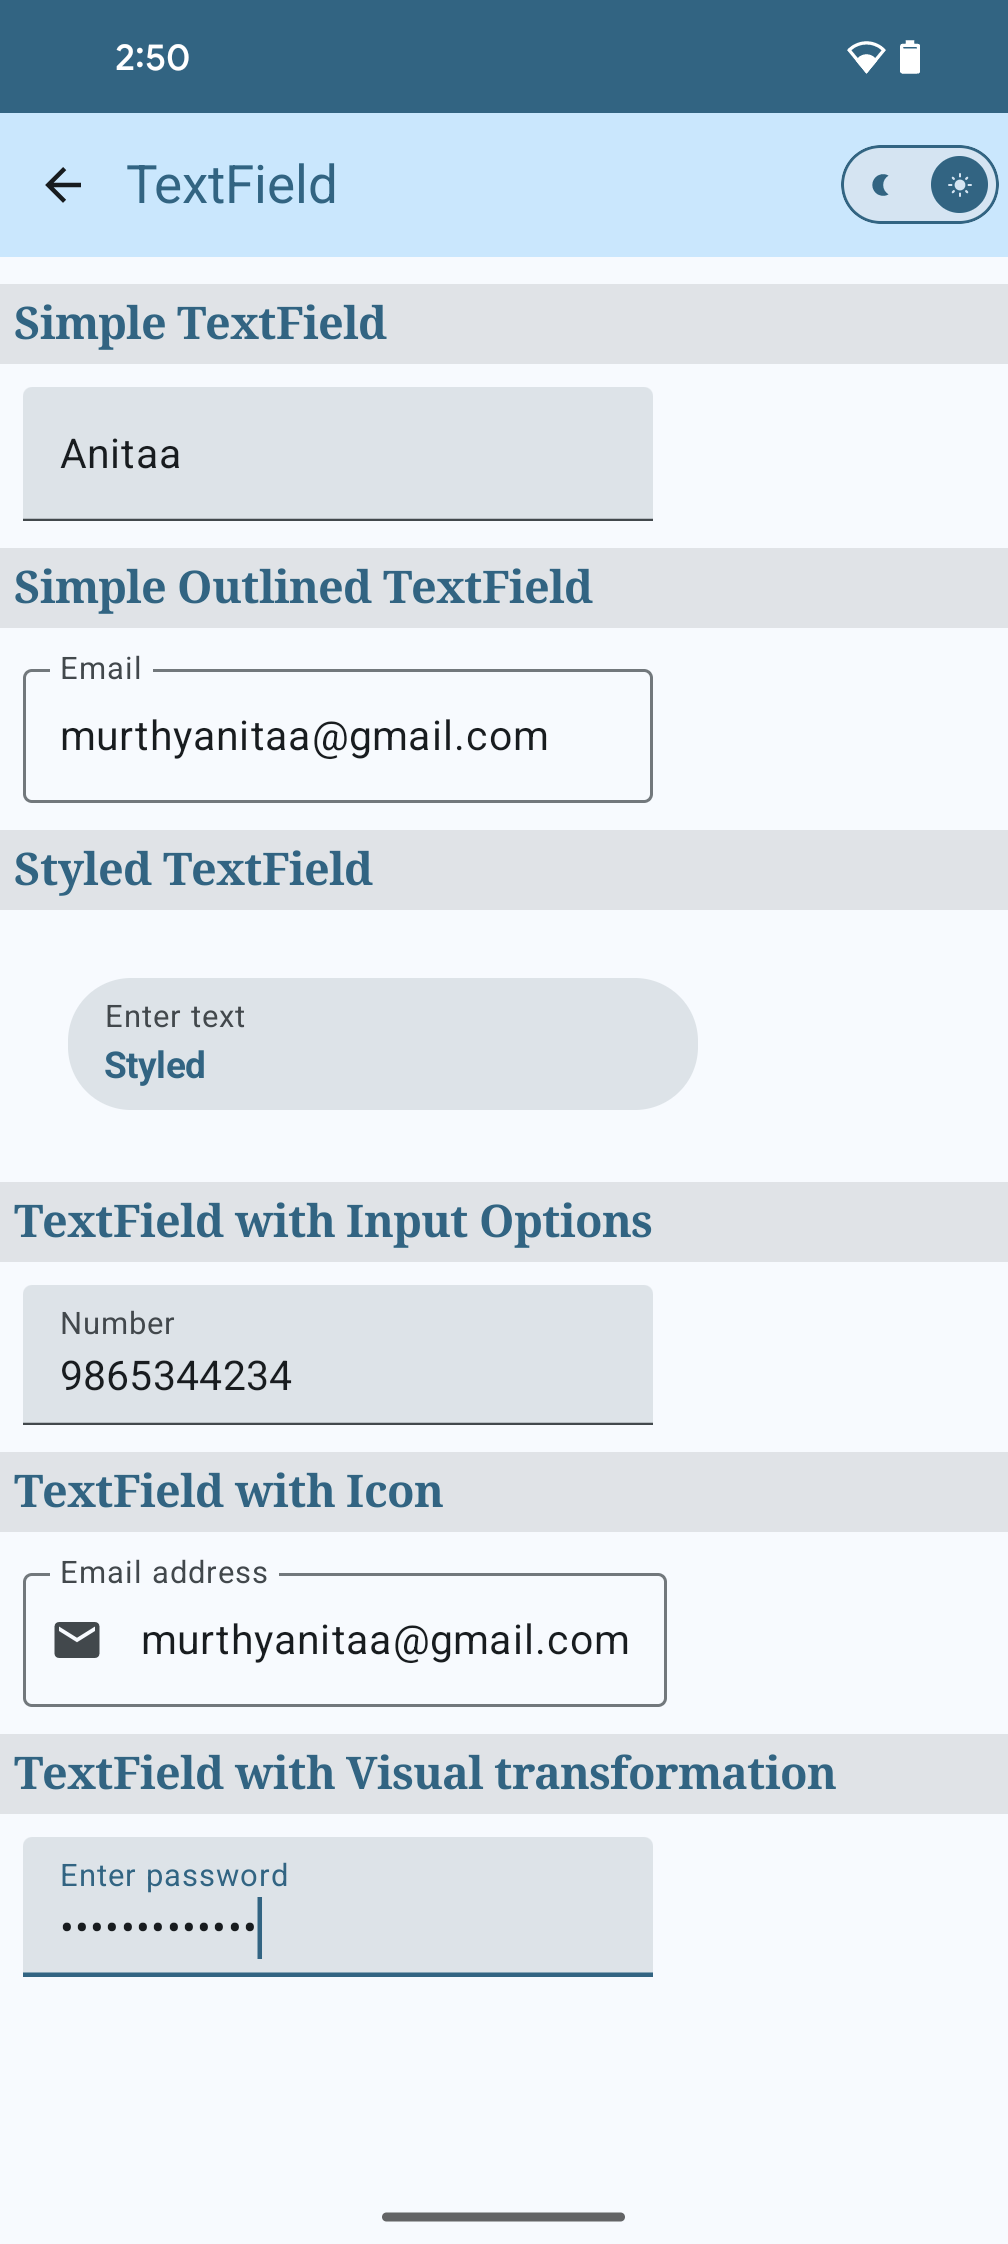 2:50
TextField
Simple TextField
Anitaa
Simple Outlined TextField
Email
murthyanitaa@gmail.com
Styled TextField
Enter text
Styled
TextField with Input Options
Number
9865344234
TextField with Icon
Email address
murthyanitaa@gmail.com
TextField with Visual transformation
Enter password
•••••••••••••